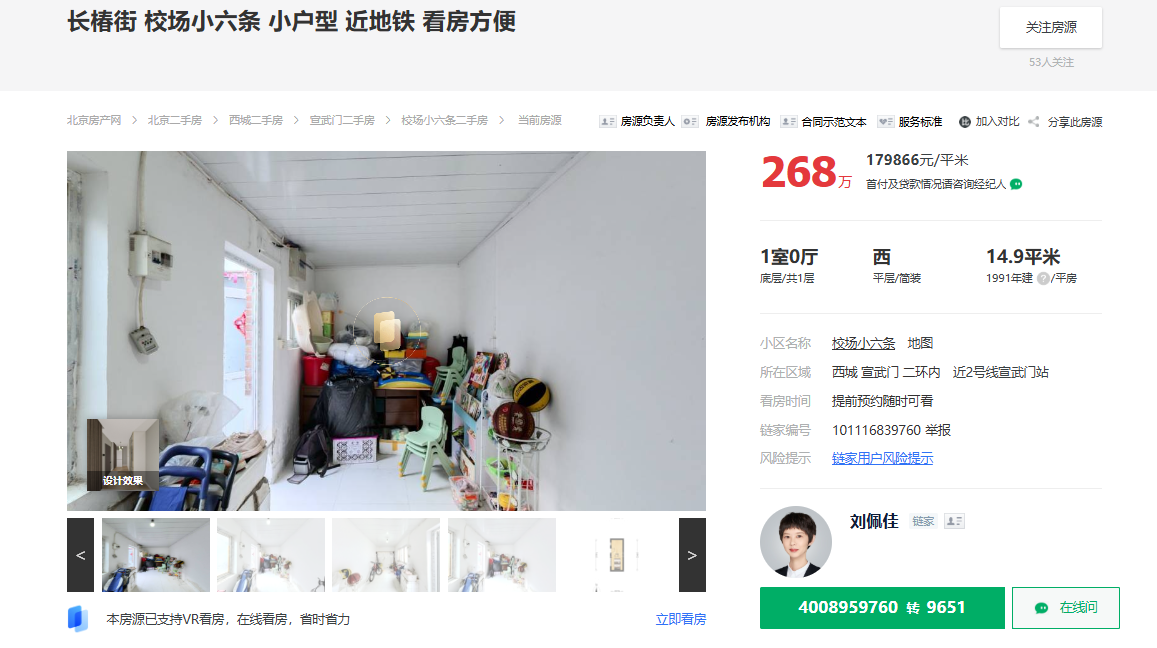 长椿街 校场小六条 小户型 近地铁 看房方便
关注房源
53人关注
北京房产网 > 北京二手房 > 西城二手房 > 宣武门二手房 > 校场小六条二手房 > 当前房源
房源负责人 房源发布机构 合同示范文本 服务标准 加入对比 分享此房源
268万
179866元/平米
首付及贷款情况请咨询经纪人
1室0厅 西 14.9平米
底层/共1层 平层/简装 1991年建 ? /平房
小区名称 校场小六条 地图
所在区域 西城 宣武门 二环内 近2号线宣武门站
看房时间 提前预约随时可看
链家编号 101116839760 举报
风险提示 链家用户风险提示
设计效果
< >
刘佩佳 链家
4008959760 转 9651
在线问
本房源已支持VR看房，在线看房，省时省力 立即看房